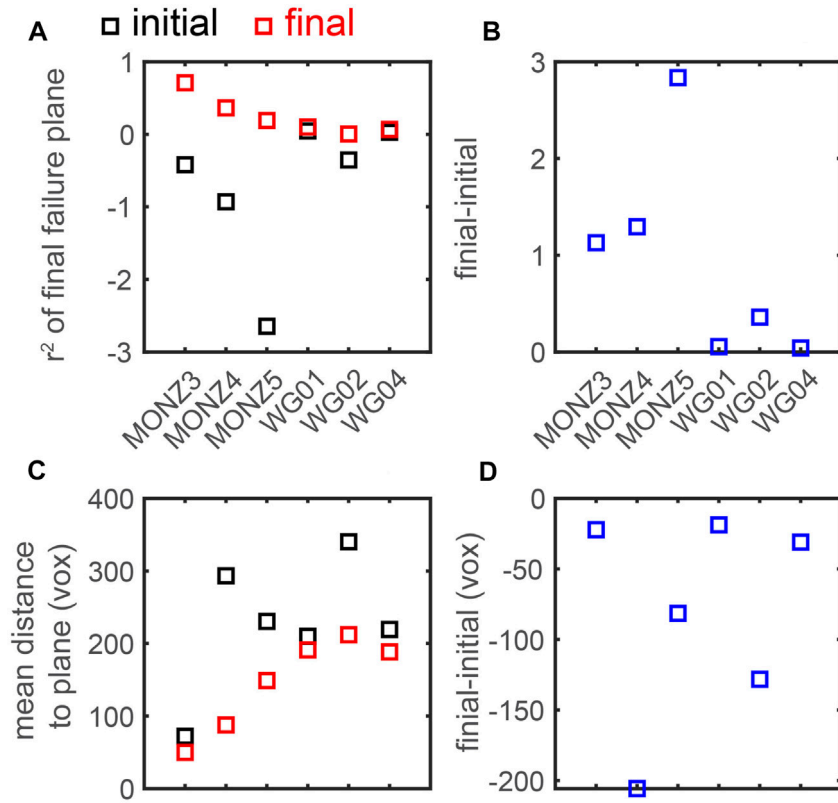 A
initial
final
B
r² of final failure plane
1
0
-1
-2
-3
MONZ3
MONZ4
MONZ5
WG01
WG02
WG04
finial-initial
3
2
1
0
MONZ3
MONZ4
MONZ5
WG01
WG02
WG04
C
mean distance
to plane (vox)
400
300
200
100
0
D
finial-initial (vox)
0
-50
-100
-150
-200